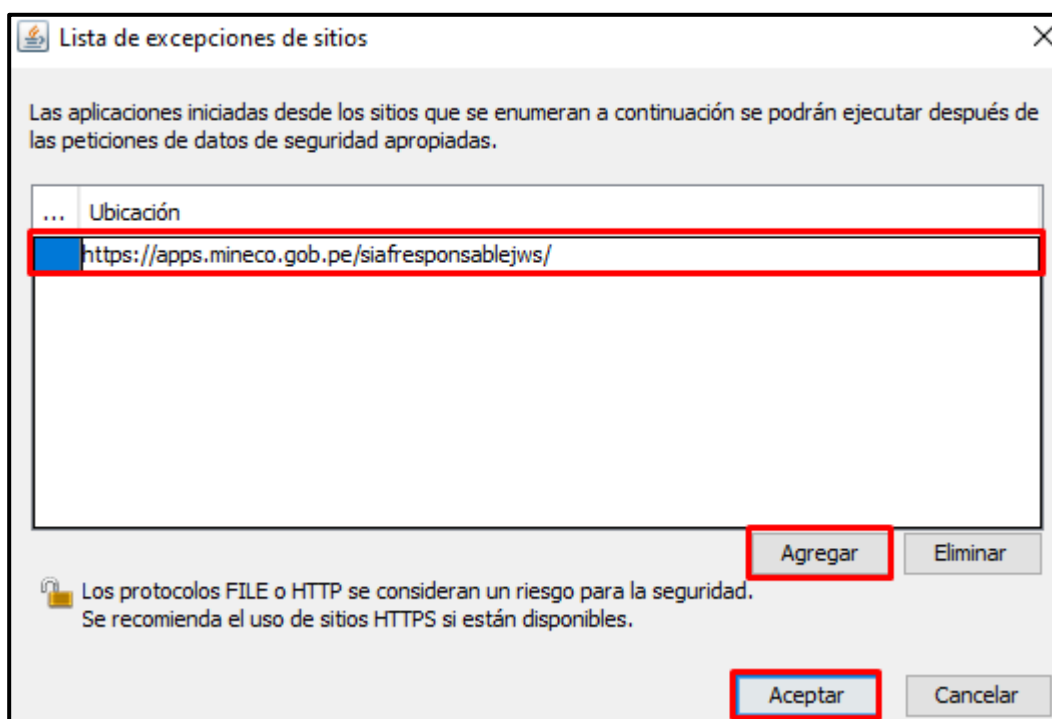 Lista de excepciones de sitios
Las aplicaciones iniciadas desde los sitios que se enumeran a continuación se podrán ejecutar después de
las peticiones de datos de seguridad apropiadas.
... Ubicación
https://apps.mineco.gob.pe/siafresponsablejws/
Agregar Eliminar
Los protocolos FILE o HTTP se consideran un riesgo para la seguridad.
Se recomienda el uso de sitios HTTPS si están disponibles.
Aceptar Cancelar